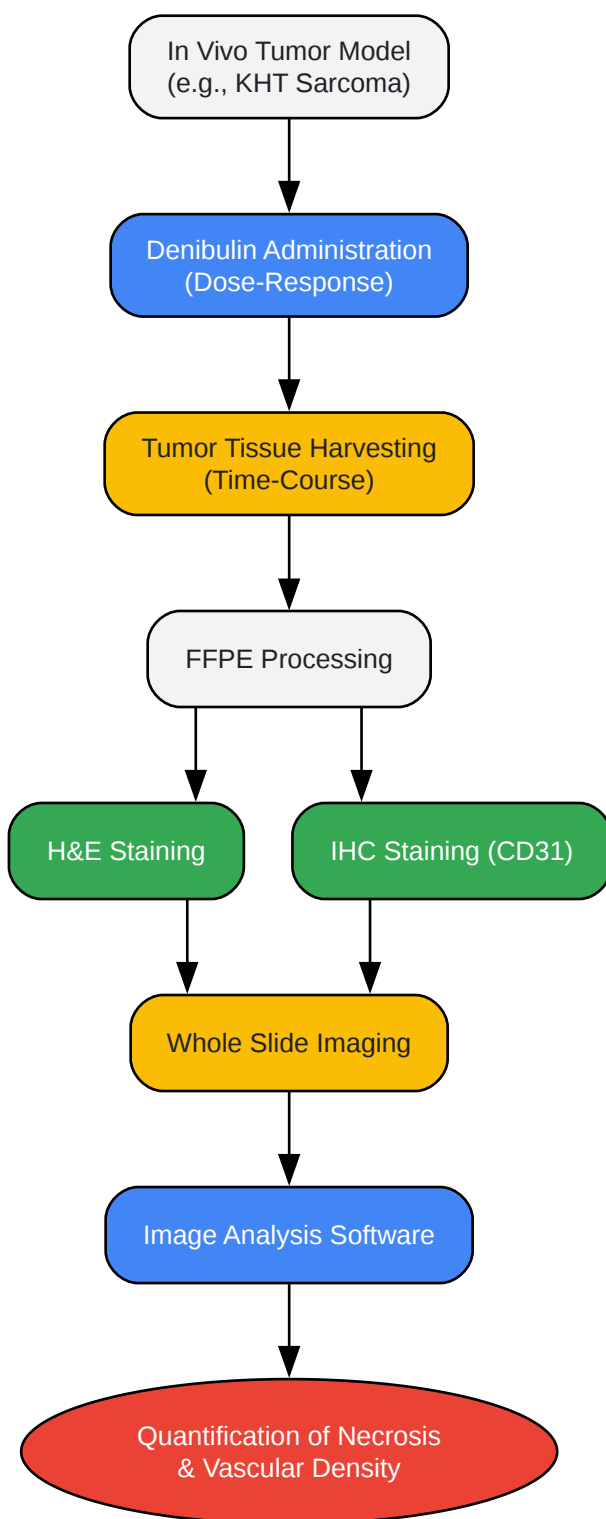 In Vivo Tumor Model
(e.g., KHT Sarcoma)
Denibulin Administration
(Dose-Response)
Tumor Tissue Harvesting
(Time-Course)
FFPE Processing
H&E Staining
IHC Staining (CD31)
Whole Slide Imaging
Image Analysis Software
Quantification of Necrosis
& Vascular Density